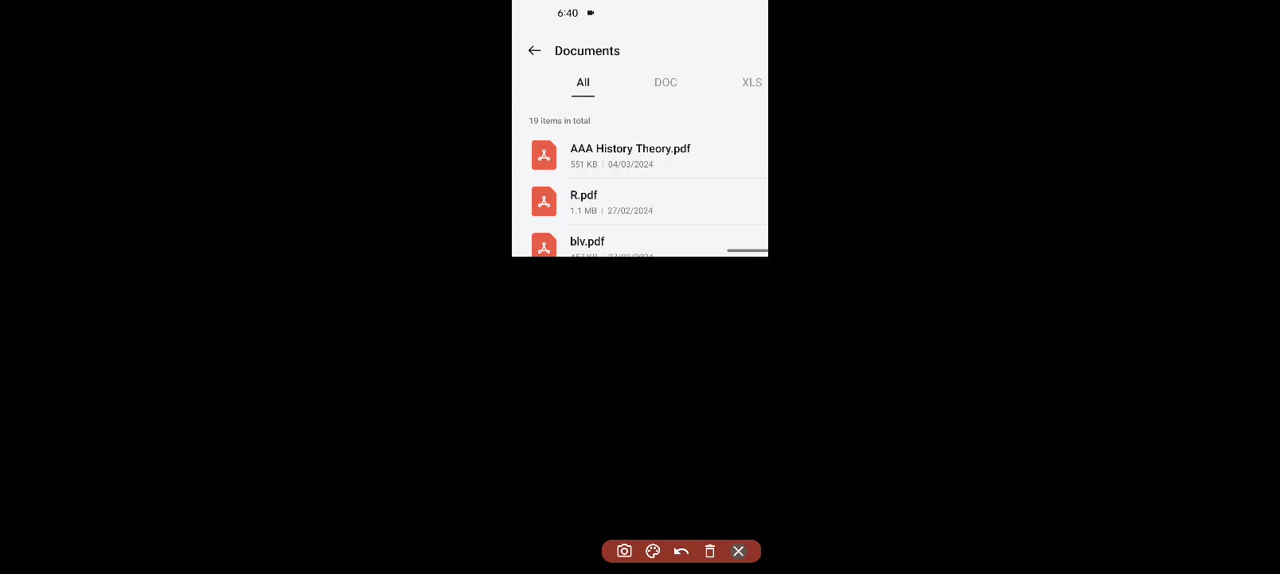 6:40
Documents
All DOC XLS
19 items in total
AAA History Theory.pdf
551 KB | 04/03/2024
R.pdf
1.1 MB | 27/02/2024
blv.pdf